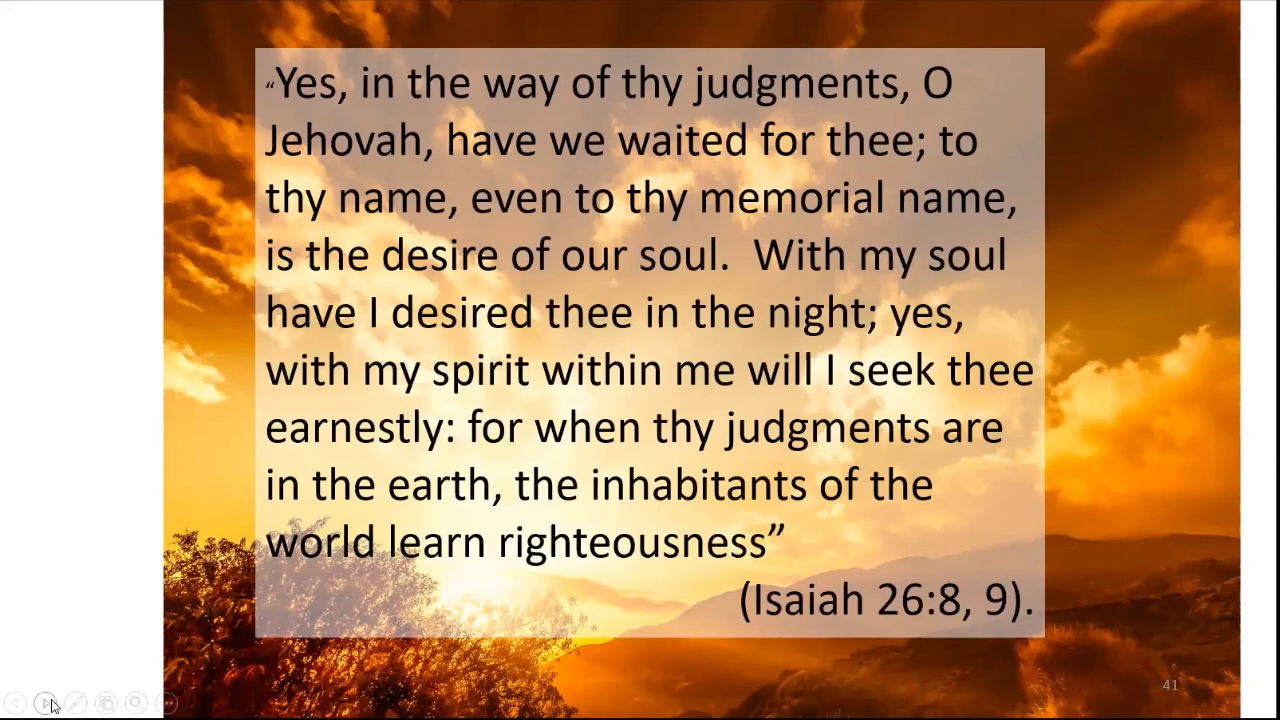 “Yes, in the way of thy judgments, O
Jehovah, have we waited for thee; to
thy name, even to thy memorial name,
is the desire of our soul.  With my soul
have I desired thee in the night; yes,
with my spirit within me will I seek thee
earnestly: for when thy judgments are
in the earth, the inhabitants of the
world learn righteousness”
(Isaiah 26:8, 9).
41